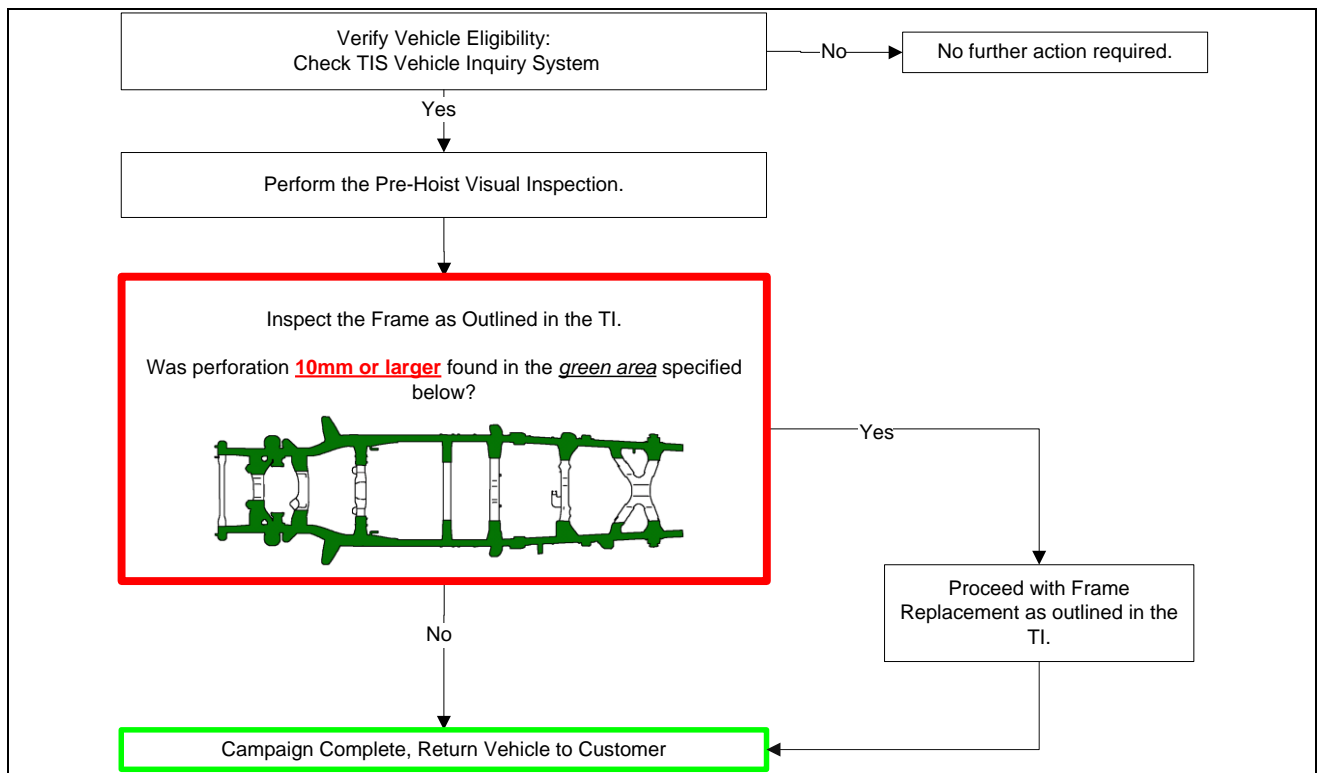 Verify Vehicle Eligibility:
Check TIS Vehicle Inquiry System
No
No further action required.
Yes
Perform the Pre-Hoist Visual Inspection.
Inspect the Frame as Outlined in the TI.
Was perforation 10mm or larger found in the green area specified
below?
Yes
Proceed with Frame
Replacement as outlined in the
TI.
No
Campaign Complete, Return Vehicle to Customer